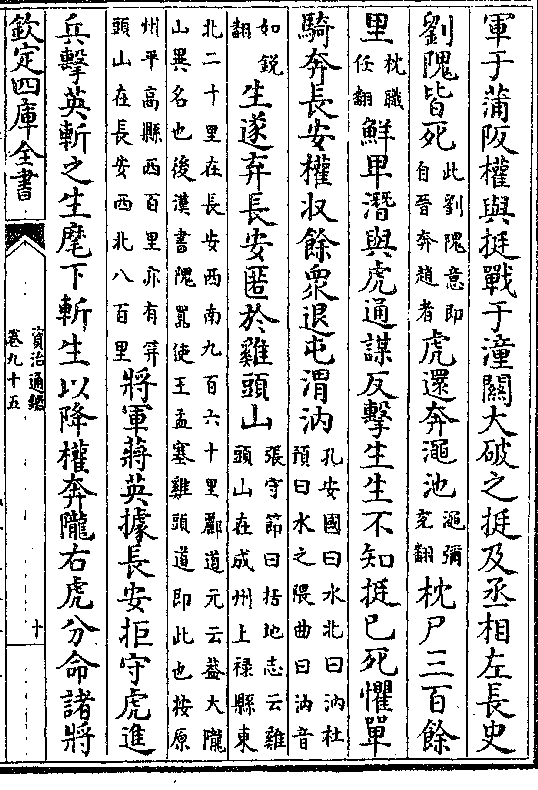 軍于蒲阪權與挺戰于潼關大破之挺及丞相左長史
劉隗皆死此劉隗意即自晉奔趙者虎還奔澠池澠彌兖翻枕尸三百餘
里枕職任翻鮮卑潛與虎通謀反擊生生不知挺已死懼單
騎奔長安權収餘衆退屯渭汭孔安國曰水北曰汭杜預曰水之隈曲曰汭音
如鋭翻生遂弃長安匿於雞頭山張守節曰括地志云雞頭山在成州上禄縣東
北二十里在長安西南九百六十里酈道元云葢大隴山異名也後漢書隗囂使王孟塞雞頭道即此也按原
州平高縣西百里亦有筓頭山在長安西北八百里將軍蔣英據長安拒守虎進
兵擊英斬之生麾下斬生以降權奔隴右虎分命諸將
欽定四庫全書
資治通鑑
卷九十五
十